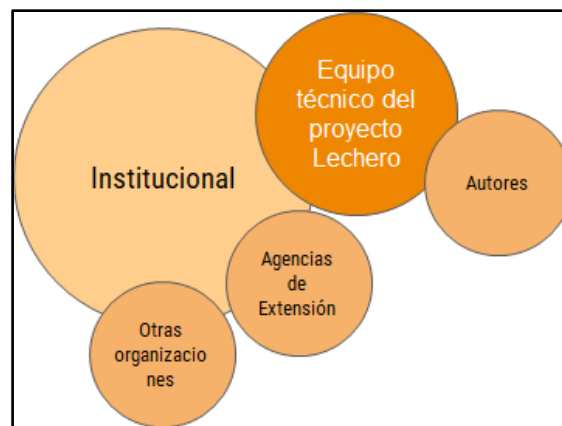 Equipo
técnico del
proyecto
Lechero
Institucional
Autores
Agencias
de
Extensión
Otras
organizacio
nes